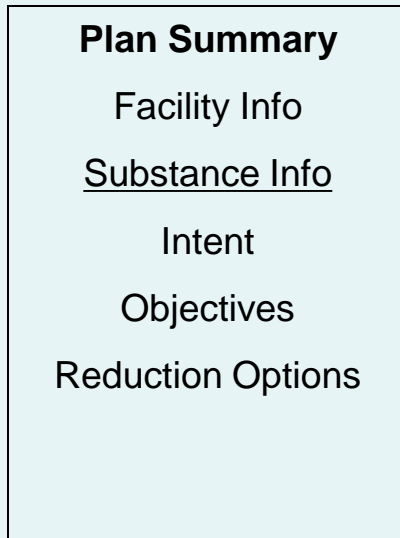 Plan Summary
Facility Info
Substance Info
Intent
Objectives
Reduction Options